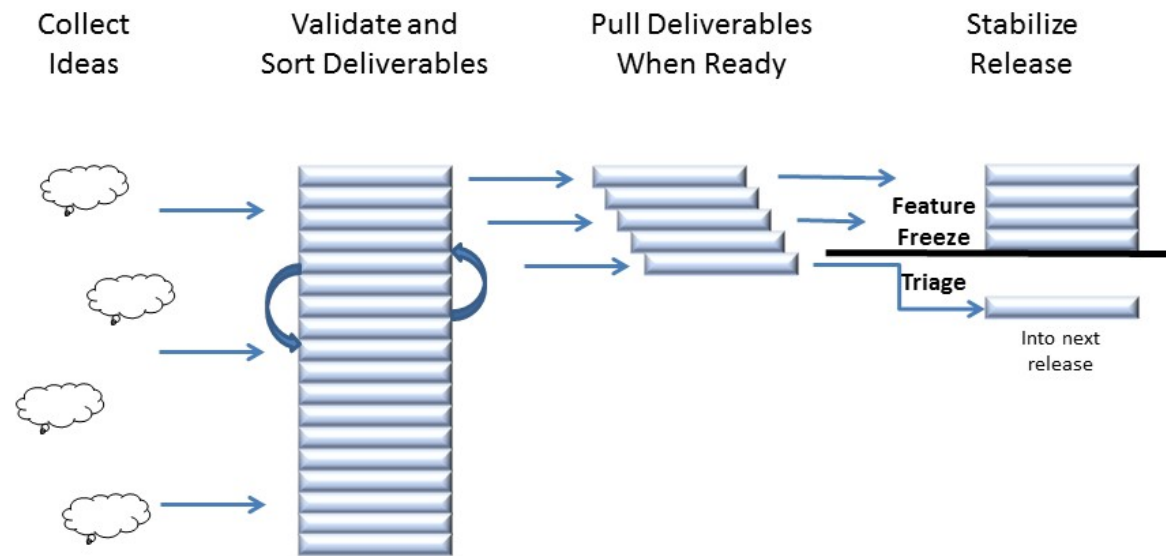 Collect
Ideas
Validate and
Sort Deliverables
Pull Deliverables
When Ready
Stabilize
Release
Feature
Freeze
Triage
Into next
release